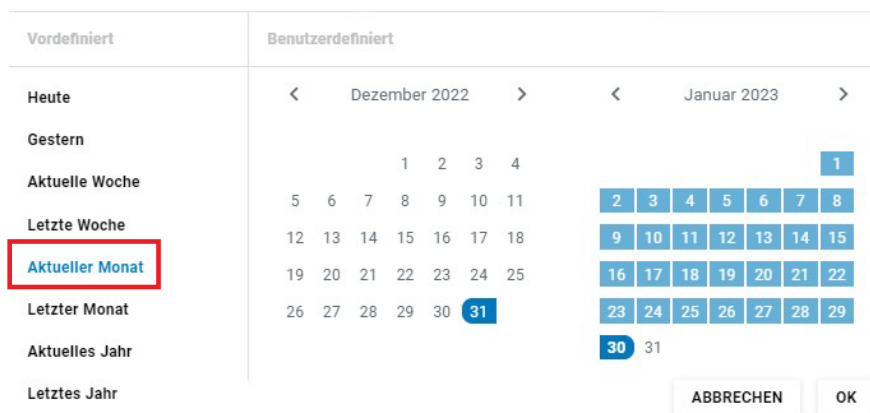 Vordefiniert Benutzerdefiniert
Heute
Gestern
Aktuelle Woche
Letzte Woche
Aktueller Monat
Letzter Monat
Aktuelles Jahr
Letztes Jahr
Dezember 2022
1 2 3 4
5 6 7 8 9 10 11
12 13 14 15 16 17 18
19 20 21 22 23 24 25
26 27 28 29 30 31
Januar 2023
1
2 3 4 5 6 7 8
9 10 11 12 13 14 15
16 17 18 19 20 21 22
23 24 25 26 27 28 29
30 31
ABBRECHEN OK